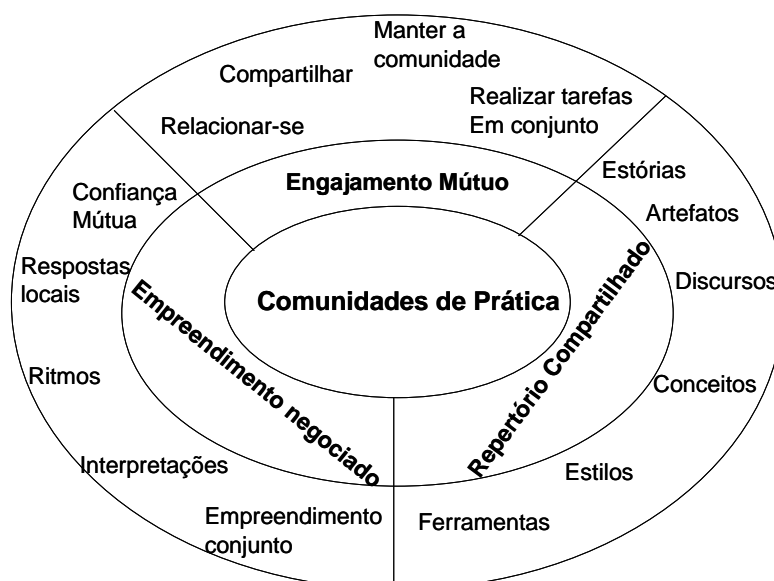 Manter a
comunidade
Compartilhar
Realizar tarefas
Em conjunto
Relacionar-se
Engajamento Mútuo
Estórias
Confiança
Mútua
Artefatos
Respostas
locais
Discursos
Comunidades de Prática
Empreendimento negociado
Repertório Compartilhado
Ritmos
Conceitos
Interpretações
Estilos
Empreendimento
conjunto
Ferramentas